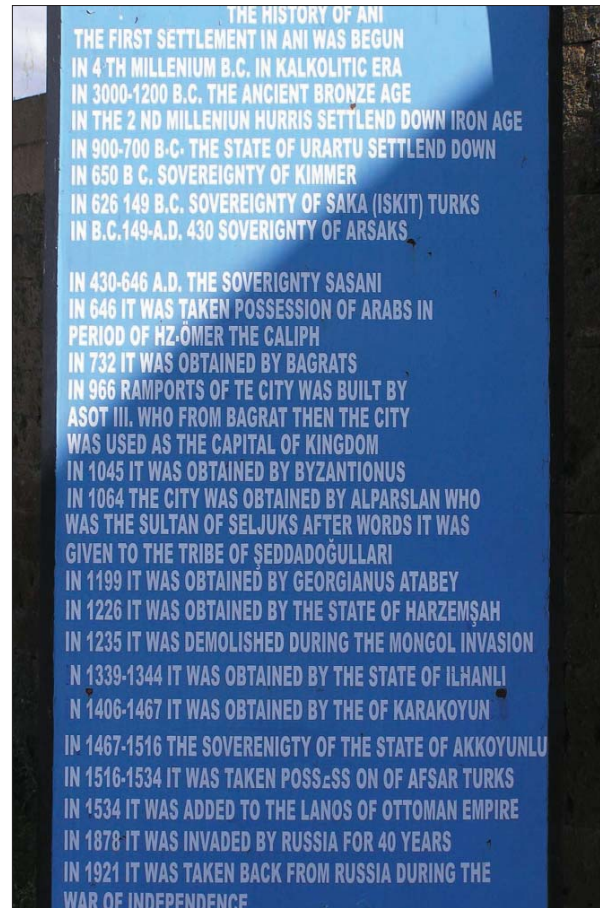 THE HISTORY OF ANI
THE FIRST SETTLEMENT IN ANI WAS BEGUN
IN 4 TH MILLENIUM B.C. IN KALKOLITIC ERA
IN 3000-1200 B.C. THE ANCIENT BRONZE AGE
IN THE 2 ND MILLENIUN HURRIS SETTLEND DOWN IRON AGE
IN 900-700 B.C. THE STATE OF URARTU SETTLEND DOWN
IN 650 B C. SOVEREIGNTY OF KIMMER
IN 626 149 B.C. SOVEREIGNTY OF SAKA (ISKIT) TURKS
IN B.C.149-A.D. 430 SOVERIGNTY OF ARSAKS
IN 430-646 A.D. THE SOVERIGNTY SASANI
IN 646 IT WAS TAKEN POSSESSION OF ARABS IN
PERIOD OF HZ.ÖMER THE CALIPH
IN 732 IT WAS OBTAINED BY BAGRATS
IN 966 RAMPORTS OF TE CITY WAS BUILT BY
ASOT III. WHO FROM BAGRAT THEN THE CITY
WAS USED AS THE CAPITAL OF KINGDOM
IN 1045 IT WAS OBTAINED BY BYZANTIONUS
IN 1064 THE CITY WAS OBTAINED BY ALPARSLAN WHO
WAS THE SULTAN OF SELJUKS AFTER WORDS IT WAS
GIVEN TO THE TRIBE OF ŞEDDADOĞULLARI
IN 1199 IT WAS OBTAINED BY GEORGIANUS ATABEY
IN 1226 IT WAS OBTAINED BY THE STATE OF HARZEMŞAH
IN 1235 IT WAS DEMOLISHED DURING THE MONGOL INVASION
N 1339-1344 IT WAS OBTAINED BY THE STATE OF ILHANLI
N 1406-1467 IT WAS OBTAINED BY THE OF KARAKOYUN
IN 1467-1516 THE SOVERENIGTY OF THE STATE OF AKKOYUNLU
IN 1516-1534 IT WAS TAKEN POSSESS ON OF AFSAR TURKS
IN 1534 IT WAS ADDED TO THE LANOS OF OTTOMAN EMPIRE
IN 1878 IT WAS INVADED BY RUSSIA FOR 40 YEARS
IN 1921 IT WAS TAKEN BACK FROM RUSSIA DURING THE
WAR OF INDEPENDENCE